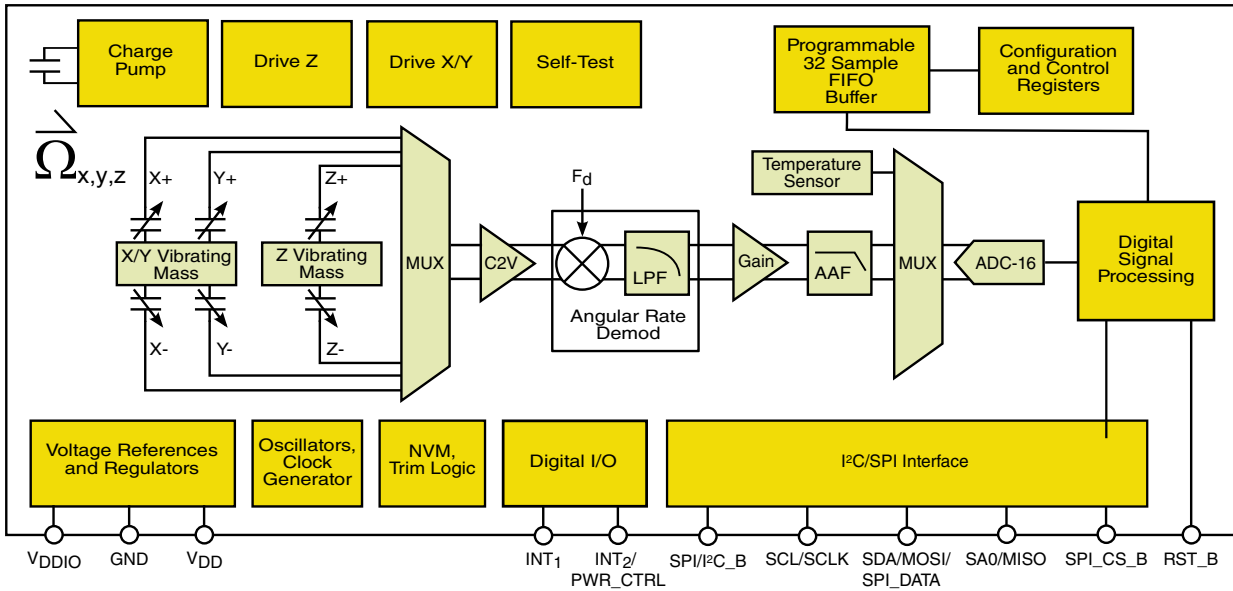 Charge
Pump
Drive Z
Drive X/Y
Self-Test
Programmable
32 Sample
FIFO
Buffer
Configuration
and Control
Registers
Ωx,y,z
X+
Y+
Z+
Fd
Temperature
Sensor
X/Y Vibrating
Mass
Z Vibrating
Mass
MUX
C2V
LPF
Angular Rate
Demod
Gain
AAF
MUX
ADC-16
Digital
Signal
Processing
X-
Y-
Z-
Voltage References
and Regulators
Oscillators,
Clock
Generator
NVM,
Trim Logic
Digital I/O
I²C/SPI Interface
VDDIO
GND
VDD
INT1
INT2/
PWR_CTRL
SPI/I²C_B
SCL/SCLK
SDA/MOSI/
SPI_DATA
SA0/MISO
SPI_CS_B
RST_B